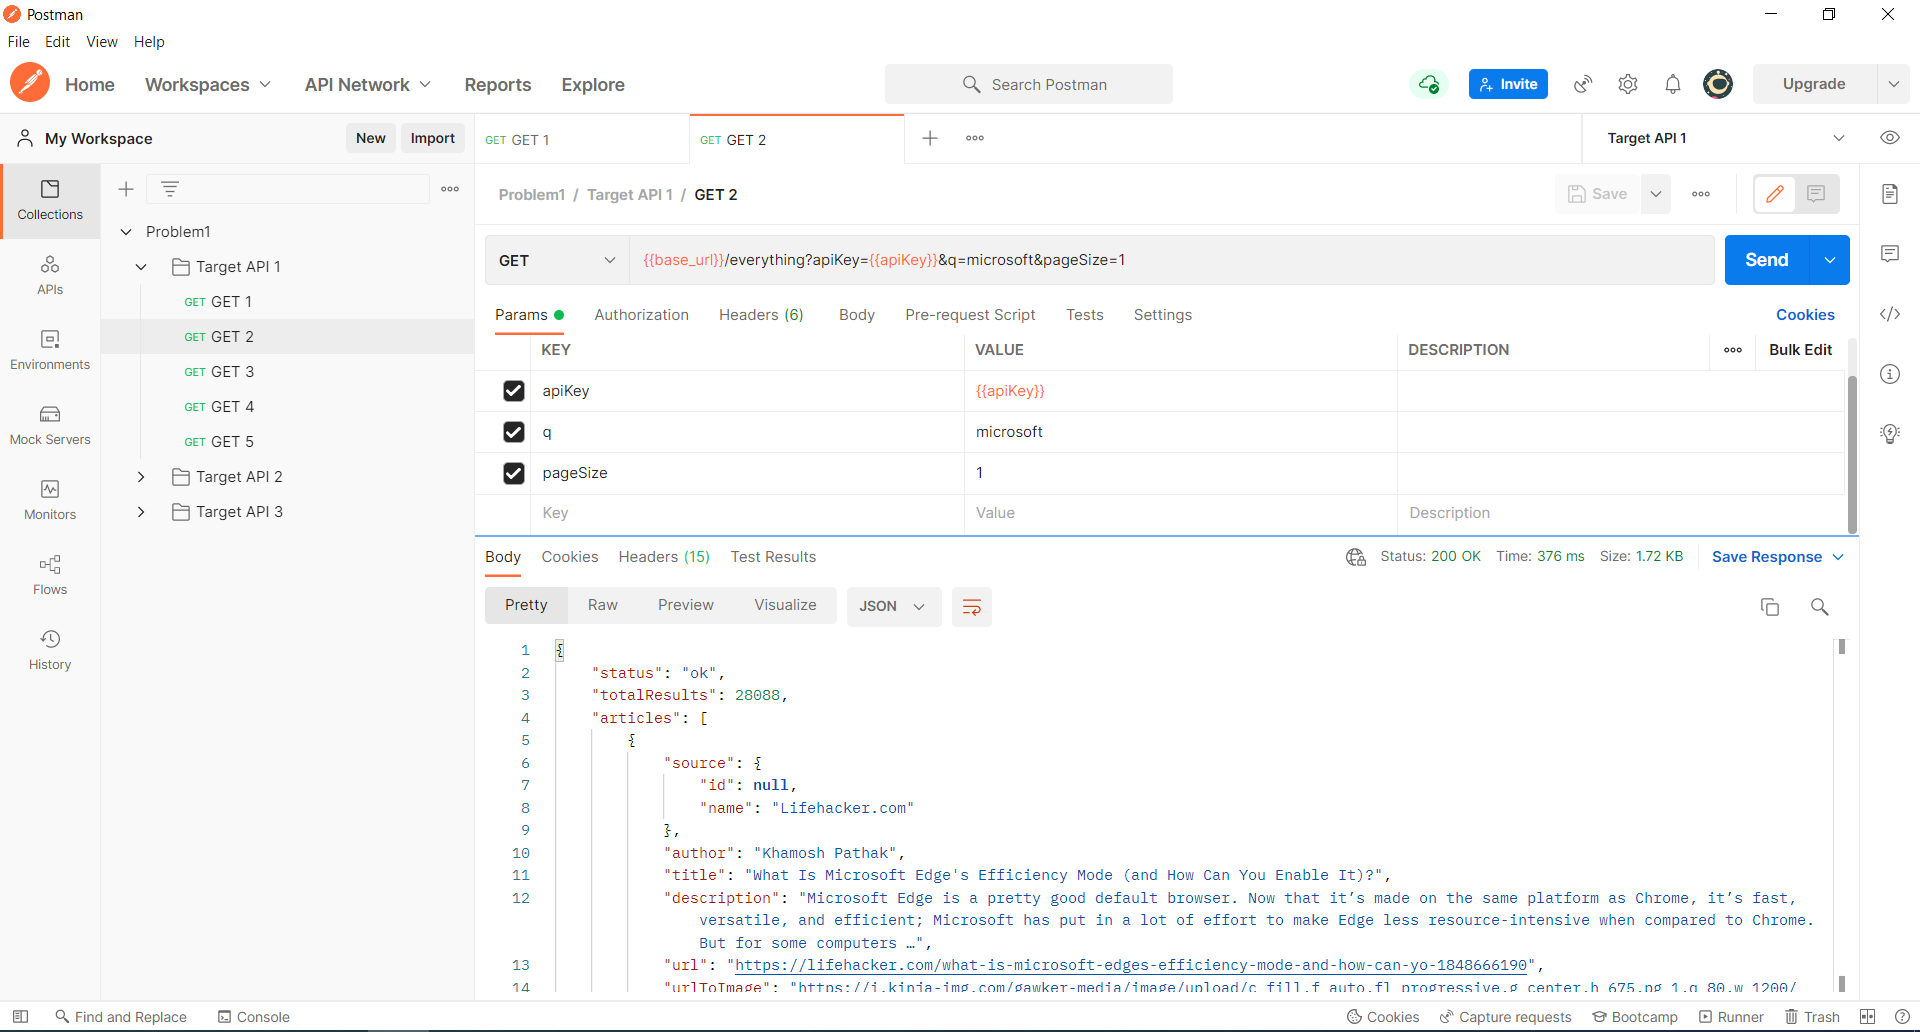 Postman
File Edit View Help
Home Workspaces API Network Reports Explore Search Postman Invite Upgrade
My Workspace New Import GET GET 1 GET GET 2 Target API 1
Collections
APIs
Environments
Mock Servers
Monitors
Flows
History
Problem1
Target API 1
GET GET 1
GET GET 2
GET GET 3
GET GET 4
GET GET 5
Target API 2
Target API 3
Problem1 / Target API 1 / GET 2 Save
GET {{base_url}}/everything?apiKey={{apiKey}}&q=microsoft&pageSize=1 Send
Params Authorization Headers (6) Body Pre-request Script Tests Settings Cookies
KEY VALUE DESCRIPTION Bulk Edit
apiKey {{apiKey}}
q microsoft
pageSize 1
Key Value Description
Body Cookies Headers (15) Test Results Status: 200 OK Time: 376 ms Size: 1.72 KB Save Response
Pretty Raw Preview Visualize JSON
1 {
2 "status": "ok",
3 "totalResults": 28088,
4 "articles": [
5 {
6 "source": {
7 "id": null,
8 "name": "Lifehacker.com"
9 },
10 "author": "Khamosh Pathak",
11 "title": "What Is Microsoft Edge's Efficiency Mode (and How Can You Enable It)?",
12 "description": "Microsoft Edge is a pretty good default browser. Now that it’s made on the same platform as Chrome, it’s fast,
versatile, and efficient; Microsoft has put in a lot of effort to make Edge less resource-intensive when compared to Chrome.
But for some computers …",
13 "url": "https://lifehacker.com/what-is-microsoft-edges-efficiency-mode-and-how-can-yo-1848666190",
14 "urlToImage": "https://i.kinja-img.com/gawker-media/image/upload/c_fill,f_auto,fl_progressive,g_center,h_675,pg_1,q_80,w_1200/
Find and Replace Console Cookies Capture requests Bootcamp Runner Trash